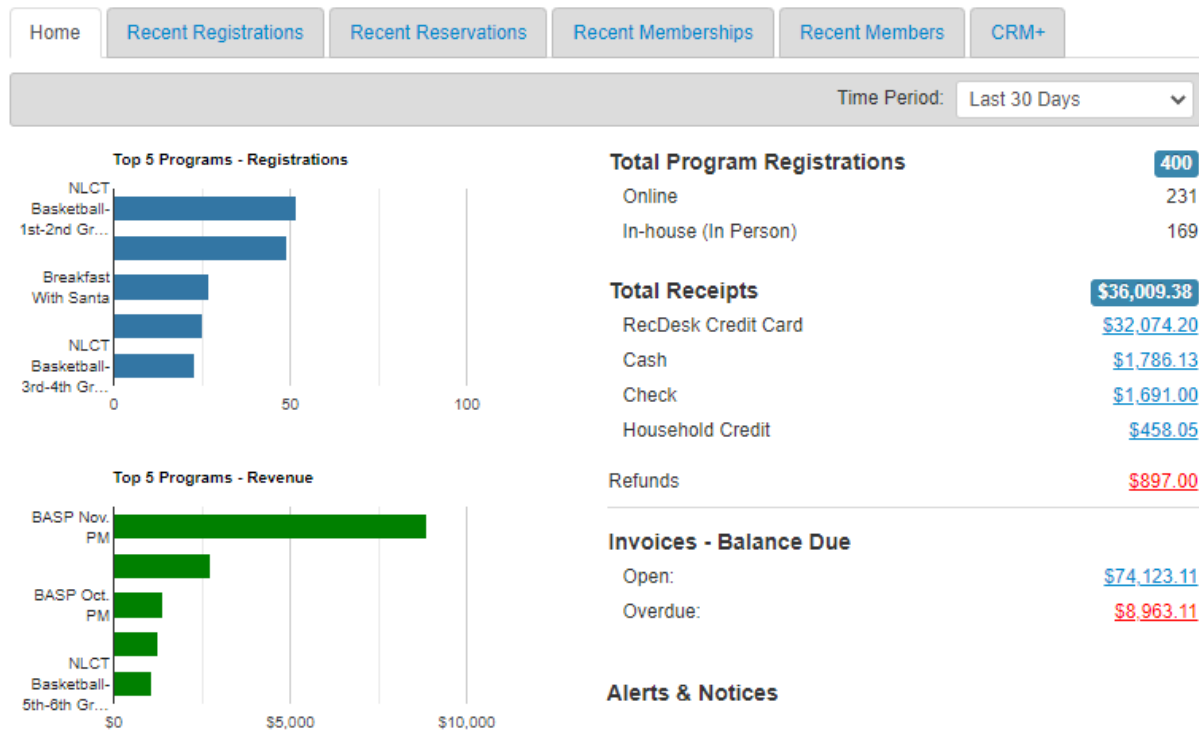 Home
Recent Registrations
Recent Reservations
Recent Memberships
Recent Members
CRM+
Time Period: Last 30 Days
Top 5 Programs - Registrations
NLCT
Basketball-
1st-2nd Gr...
Breakfast
With Santa
NLCT
Basketball-
3rd-4th Gr...
0 50 100
Top 5 Programs - Revenue
BASP Nov.
PM
BASP Oct.
PM
NLCT
Basketball-
5th-6th Gr...
$0 $5,000 $10,000
Total Program Registrations 400
Online 231
In-house (In Person) 169
Total Receipts $36,009.38
RecDesk Credit Card $32,074.20
Cash $1,786.13
Check $1,691.00
Household Credit $458.05
Refunds $897.00
Invoices - Balance Due
Open: $74,123.11
Overdue: $8,963.11
Alerts & Notices